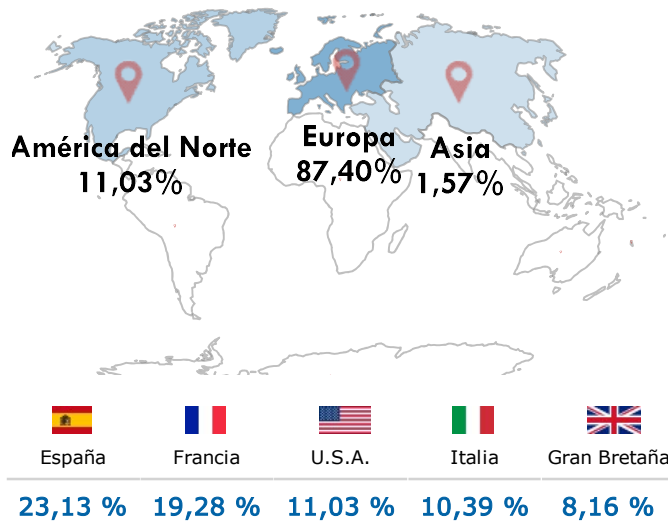 América del Norte
11,03%
Europa
87,40%
Asia
1,57%
España Francia U.S.A. Italia Gran Bretaña
23,13 % 19,28 % 11,03 % 10,39 % 8,16 %